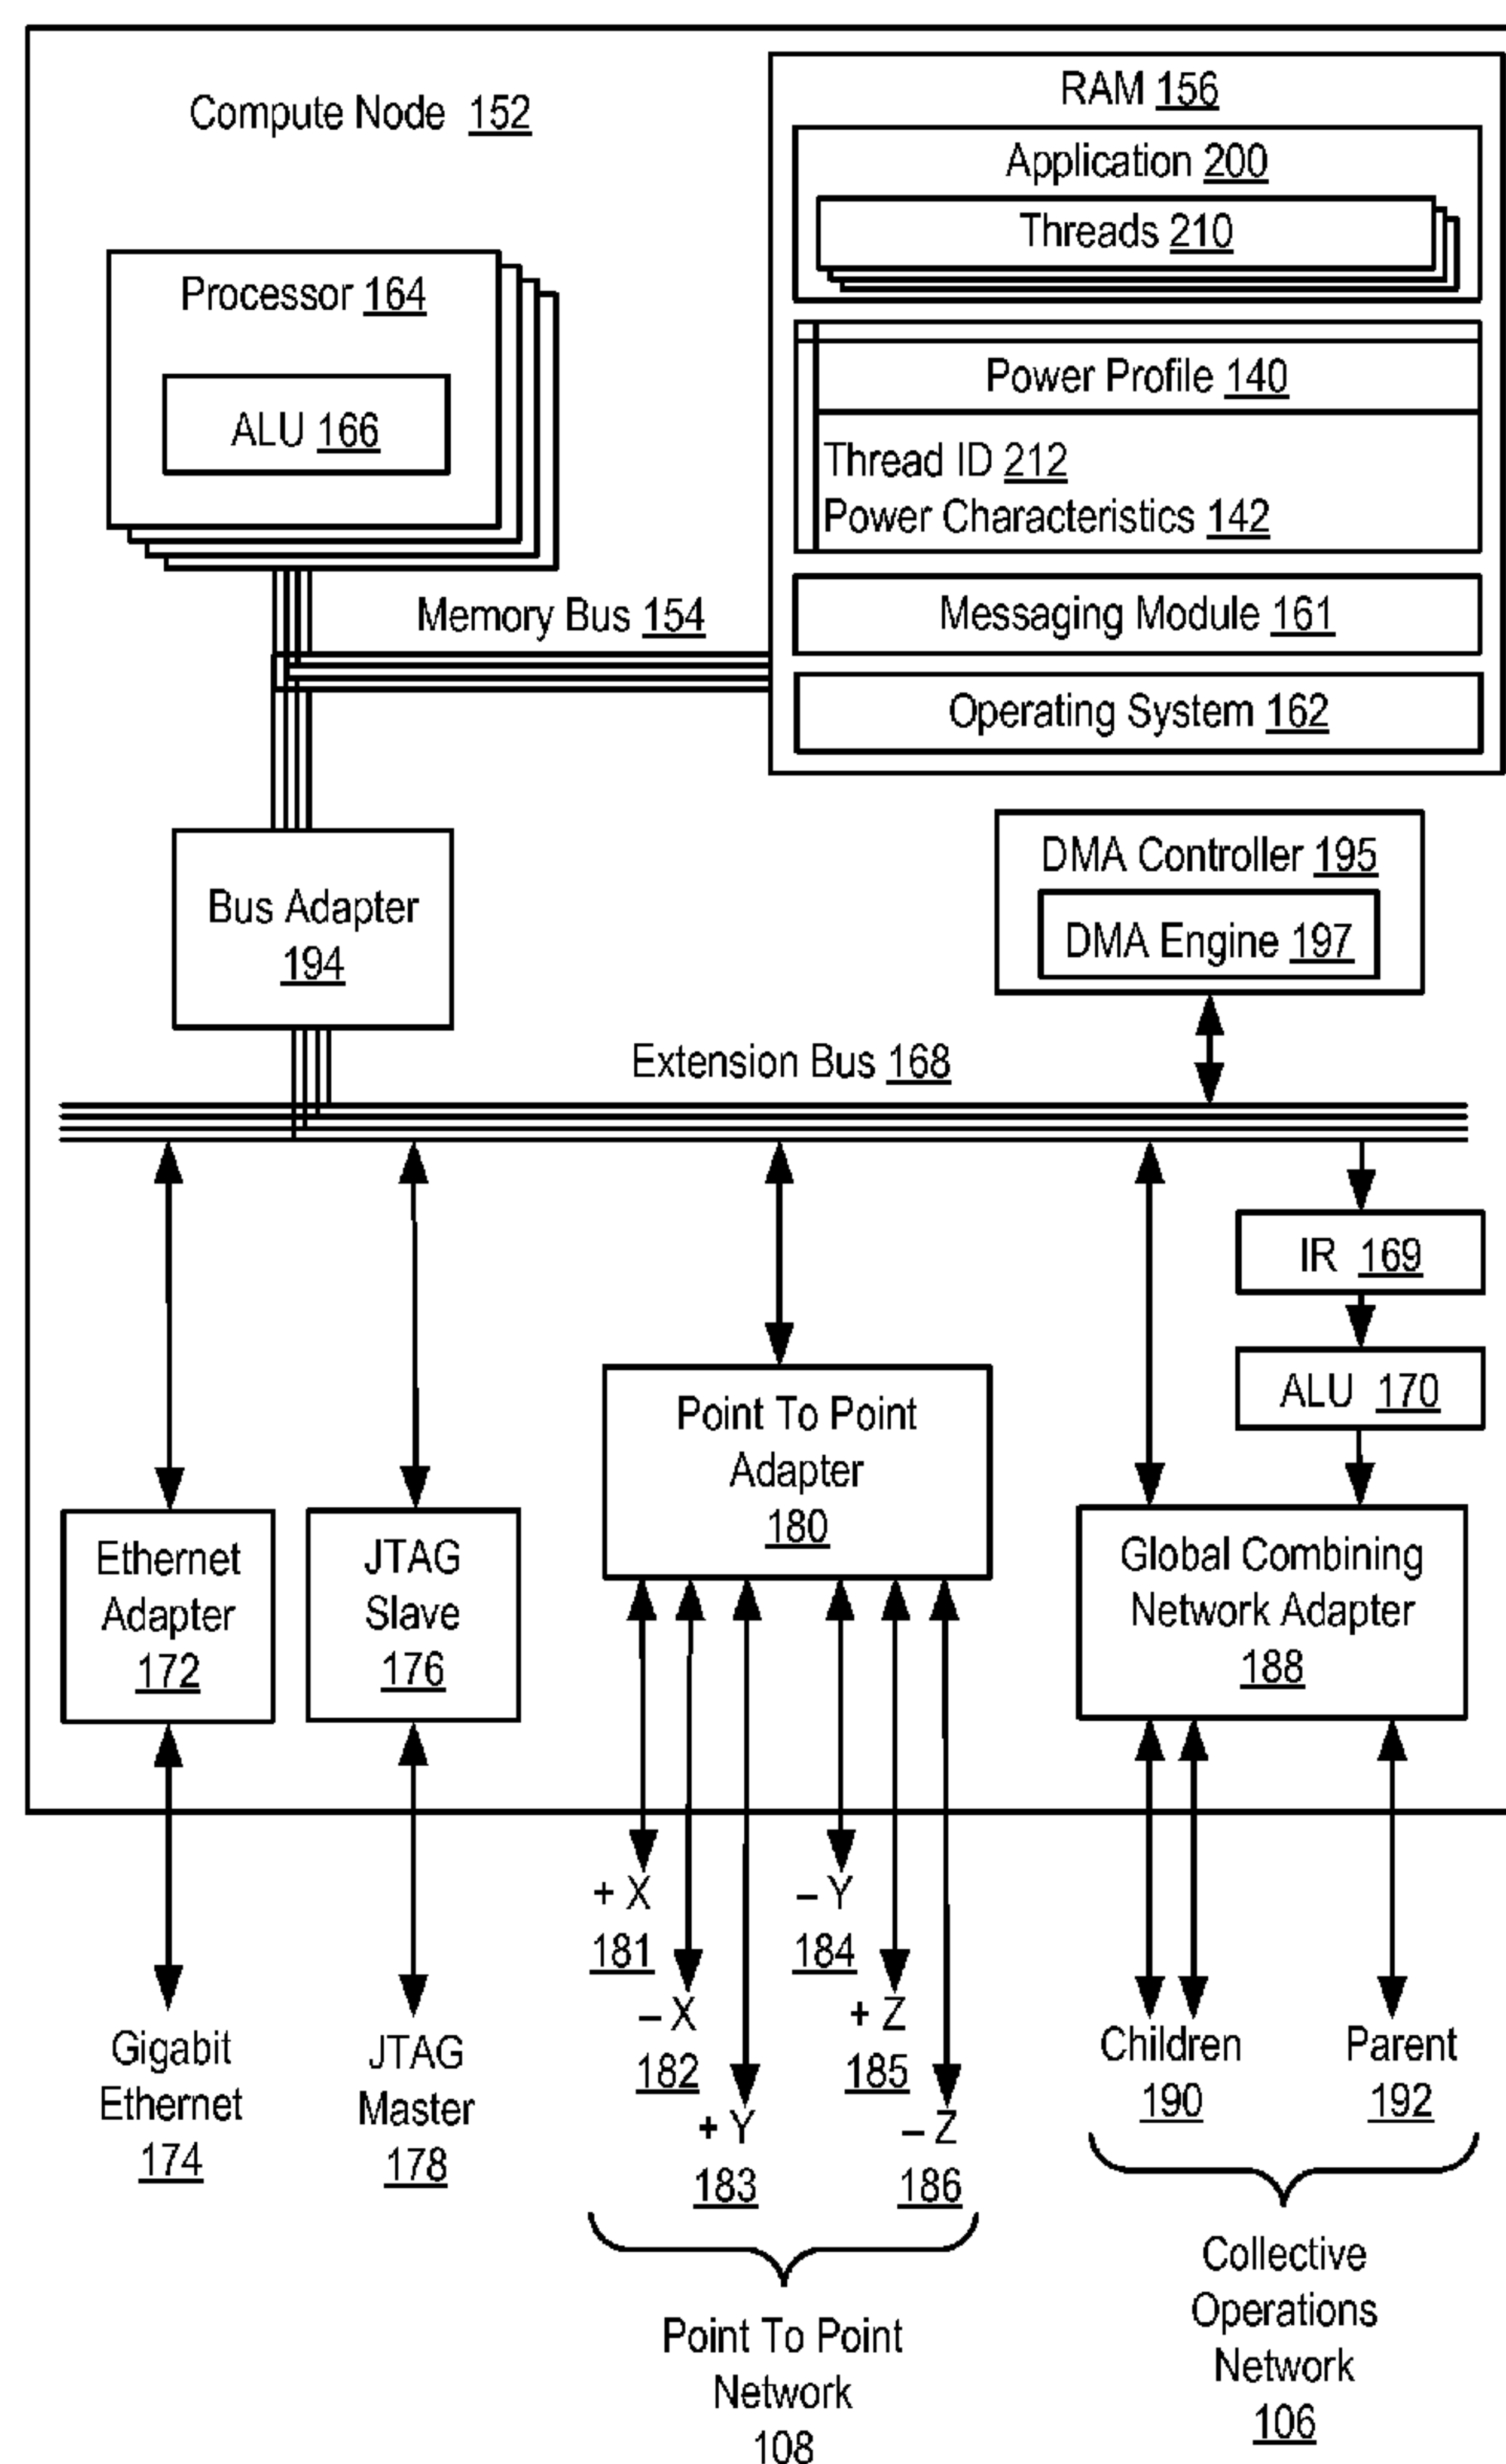 Compute Node 152
RAM 156
Application 200
Threads 210
Processor 164
ALU 166
Power Profile 140
Thread ID 212
Power Characteristics 142
Memory Bus 154
Messaging Module 161
Operating System 162
Bus Adapter
194
DMA Controller 195
DMA Engine 197
Extension Bus 168
IR 169
ALU 170
Point To Point
Adapter
180
Ethernet
Adapter
172
JTAG
Slave
176
Global Combining
Network Adapter
188
+ X
181
– X
182
+ Y
183
– Y
184
+ Z
185
– Z
186
Gigabit
Ethernet
174
JTAG
Master
178
Children
190
Parent
192
Point To Point
Network
108
Collective
Operations
Network
106